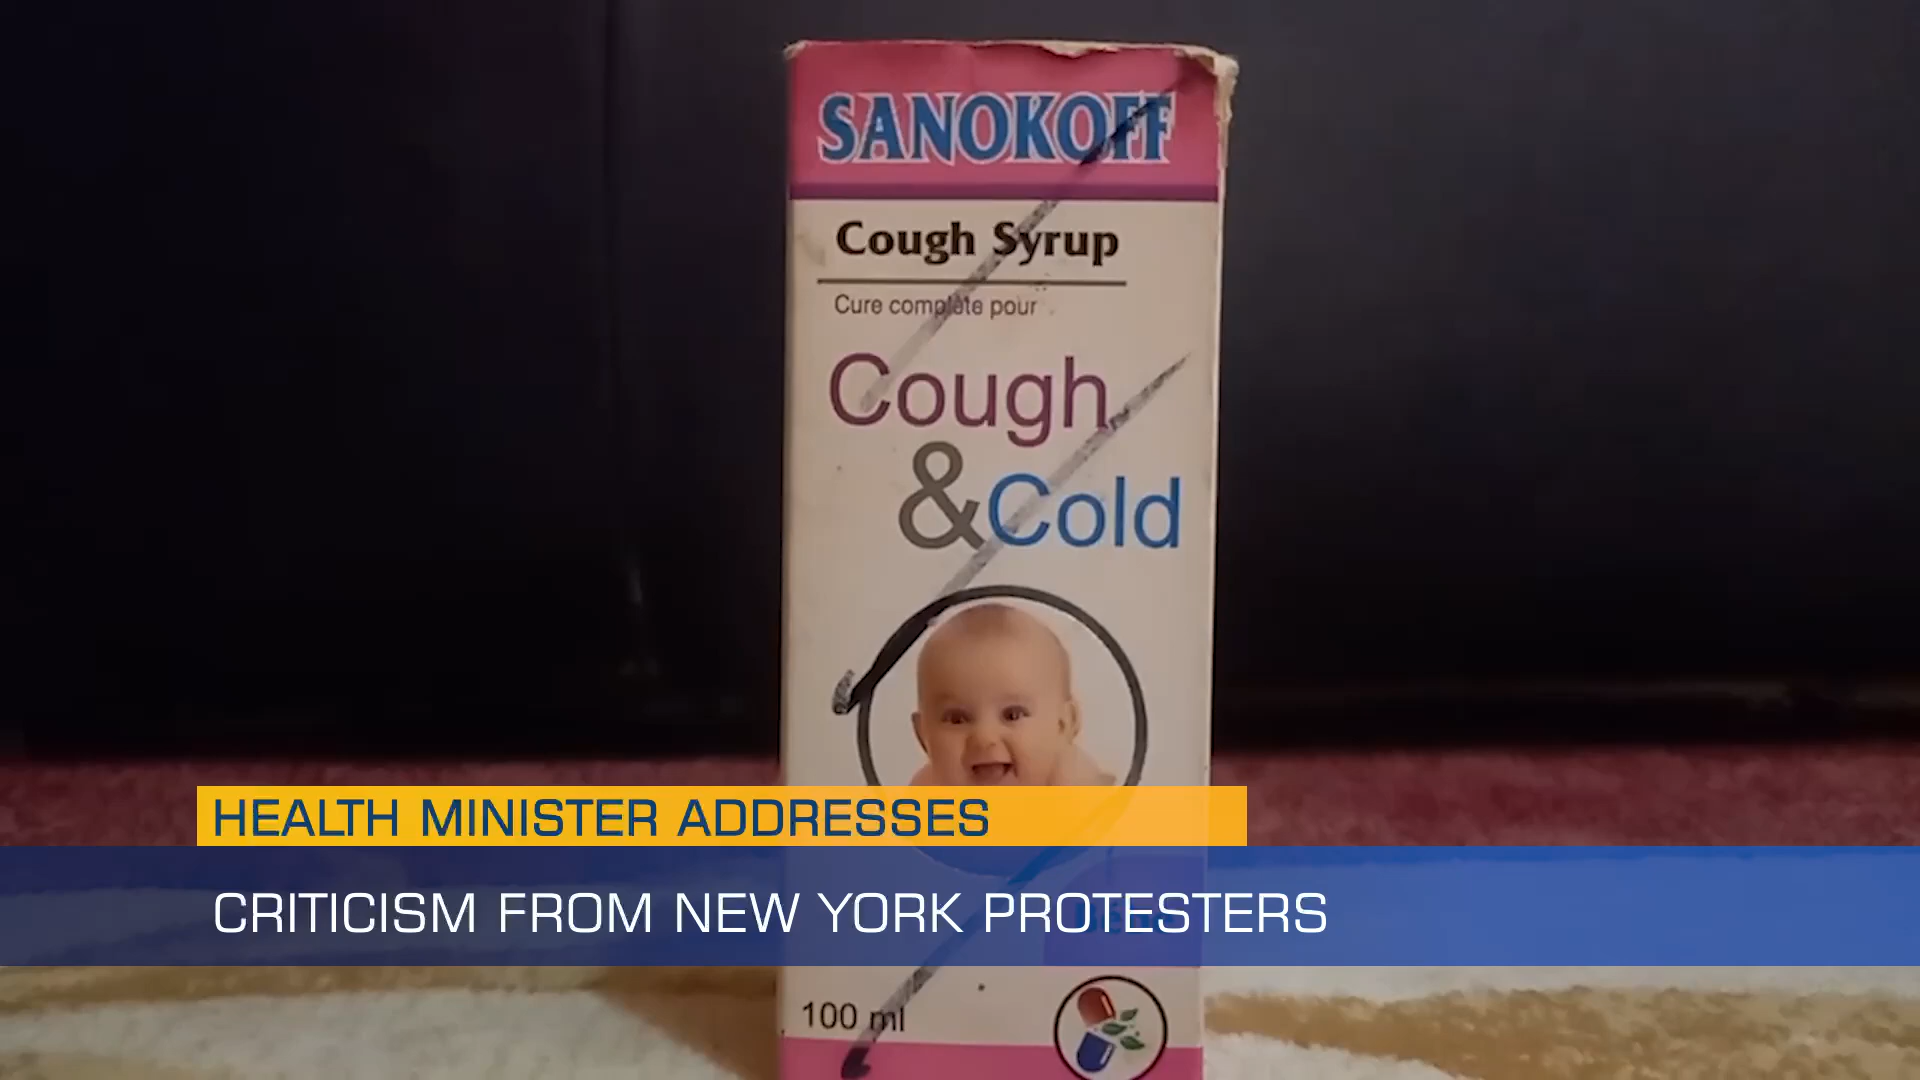 SANOKOFF
Cough Syrup
Cure complète pour
Cough
& Cold
HEALTH MINISTER ADDRESSES
CRITICISM FROM NEW YORK PROTESTERS
100 ml